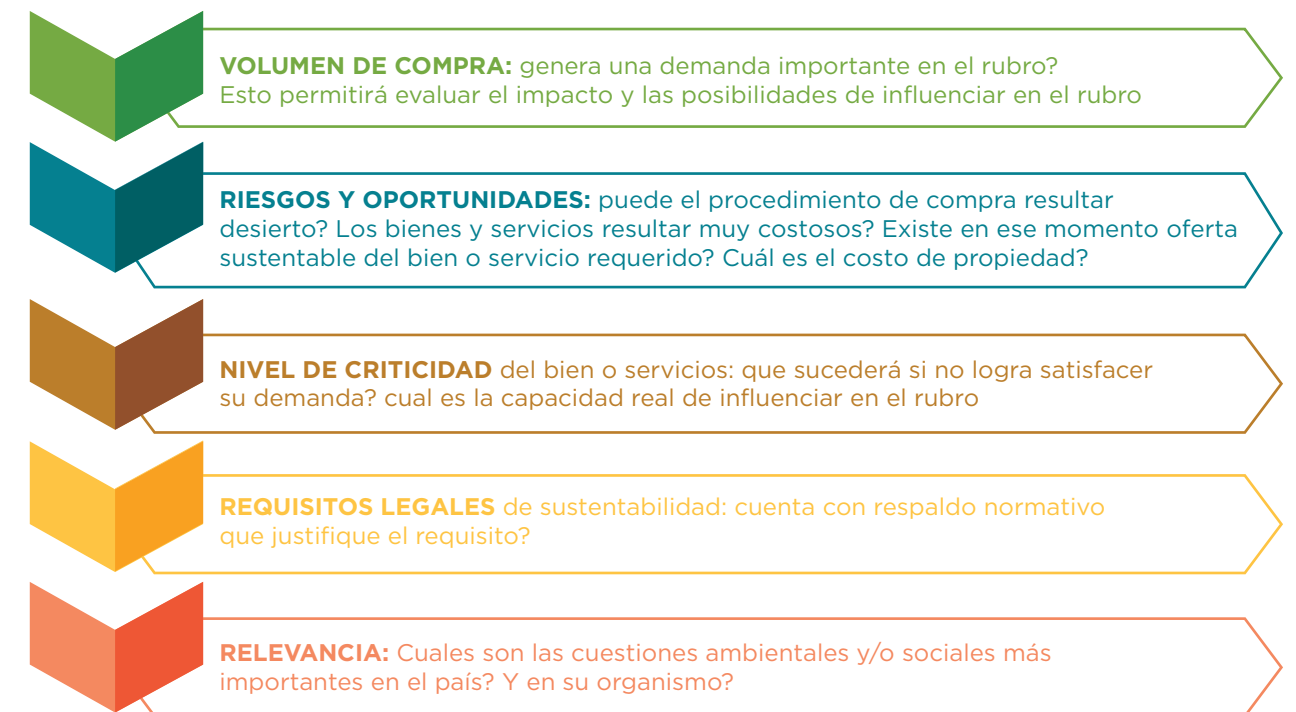 VOLUMEN DE COMPRA: genera una demanda importante en el rubro?
Esto permitirá evaluar el impacto y las posibilidades de influenciar en el rubro
RIESGOS Y OPORTUNIDADES: puede el procedimiento de compra resultar
desierto? Los bienes y servicios resultar muy costosos? Existe en ese momento oferta
sustentable del bien o servicio requerido? Cuál es el costo de propiedad?
NIVEL DE CRITICIDAD del bien o servicios: que sucederá si no logra satisfacer
su demanda? cual es la capacidad real de influenciar en el rubro
REQUISITOS LEGALES de sustentabilidad: cuenta con respaldo normativo
que justifique el requisito?
RELEVANCIA: Cuales son las cuestiones ambientales y/o sociales más
importantes en el país? Y en su organismo?